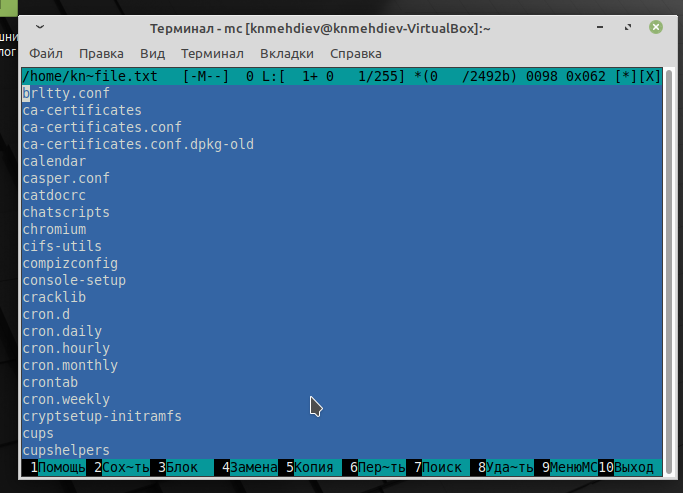 шни
лог
Терминал - mc [knmehdiev@knmehdiev-VirtualBox]:~
Файл Правка Вид Терминал Вкладки Справка
/home/kn~file.txt [-M--] 0 L:[ 1+ 0 1/255] *(0 /2492b) 0098 0x062 [*][X]
brltty.conf
ca-certificates
ca-certificates.conf
ca-certificates.conf.dpkg-old
calendar
casper.conf
catdocrc
chatscripts
chromium
cifs-utils
compizconfig
console-setup
cracklib
cron.d
cron.daily
cron.hourly
cron.monthly
crontab
cron.weekly
cryptsetup-initramfs
cups
cupshelpers
1Помощь 2Сох~ть 3Блок 4Замена 5Копия 6Пер~ть 7Поиск 8Уда~ть 9МенюMC 10Выход